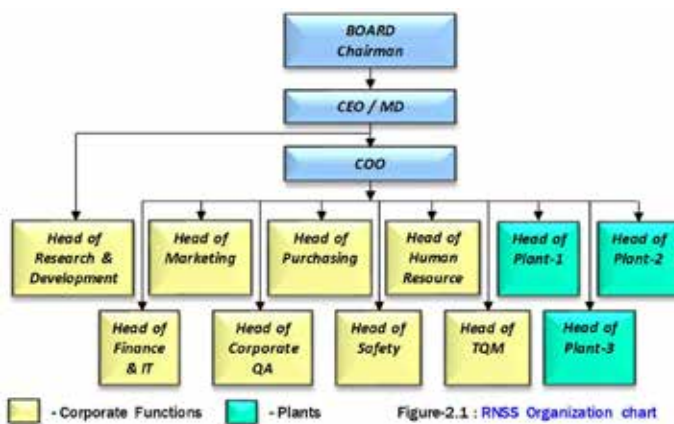 BOARD
Chairman
CEO / MD
COO
Head of
Research &
Development
Head of
Marketing
Head of
Purchasing
Head of
Human
Resource
Head of
Plant-1
Head of
Plant-2
Head of
Finance
& IT
Head of
Corporate
QA
Head of
Safety
Head of
TQM
Head of
Plant-3
- Corporate Functions
- Plants
Figure-2.1 : RNSS Organization chart